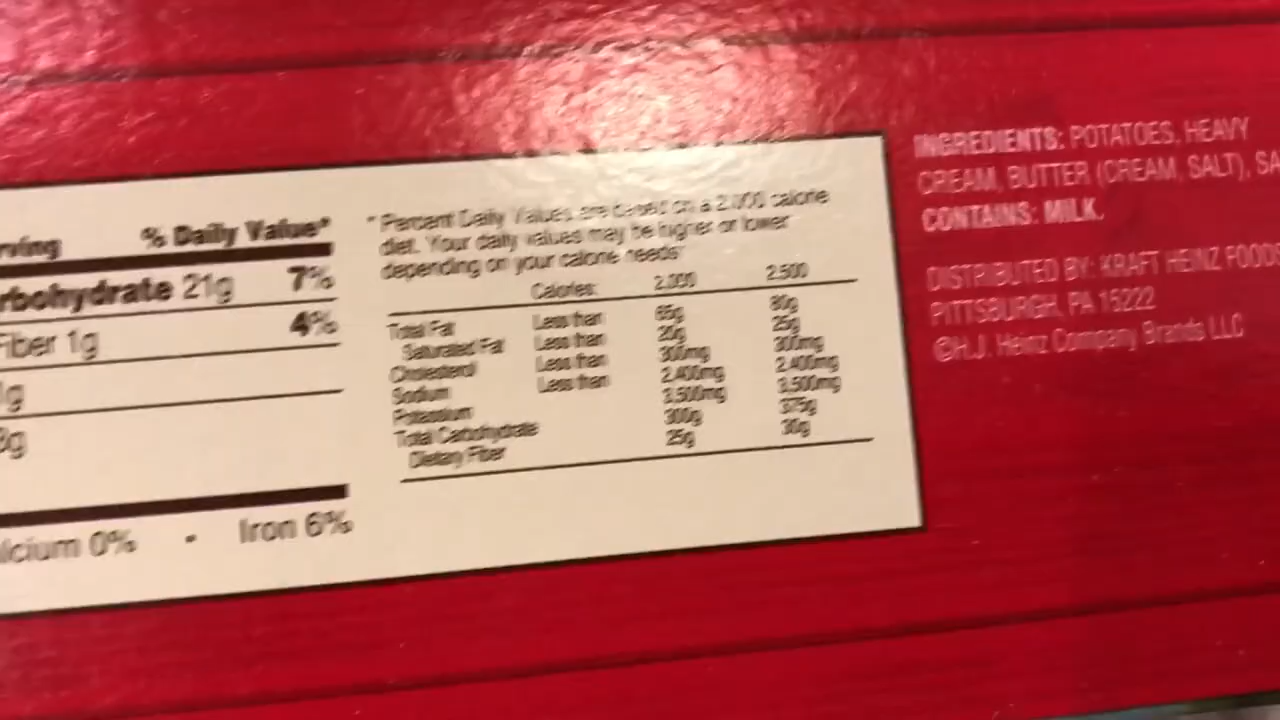 rving % Daily Value*
rbohydrate 21g 7%
Fiber 1g 4%
g
3g
lcium 0% • Iron 6%
* Percent Daily Values are based on a 2,000 calorie
diet. Your daily values may be higher or lower
depending on your calorie needs:
Calories: 2,000 2,500
Total Fat Less than 65g 80g
Saturated Fat Less than 20g 25g
Cholesterol Less than 300mg 300mg
Sodium Less than 2,400mg 2,400mg
Potassium 3,500mg 3,500mg
Total Carbohydrate 300g 375g
Dietary Fiber 25g 30g
INGREDIENTS: POTATOES, HEAVY
CREAM, BUTTER (CREAM, SALT), SA
CONTAINS: MILK.
DISTRIBUTED BY: KRAFT HEINZ FOODS
PITTSBURGH, PA 15222
©H.J. Heinz Company Brands LLC